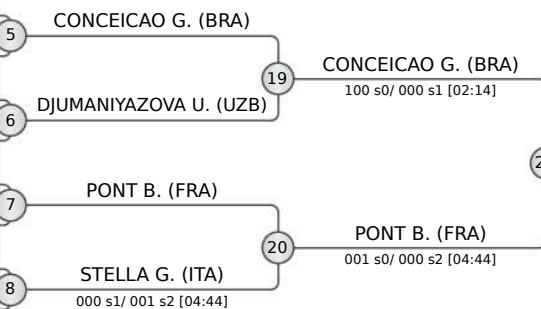 CONCEICAO G. (BRA)
5
19
CONCEICAO G. (BRA)
100 s0/ 000 s1 [02:14]
DJUMANIYAZOVA U. (UZB)
6
PONT B. (FRA)
7
20
PONT B. (FRA)
001 s0/ 000 s2 [04:44]
STELLA G. (ITA)
8
000 s1/ 001 s2 [04:44]